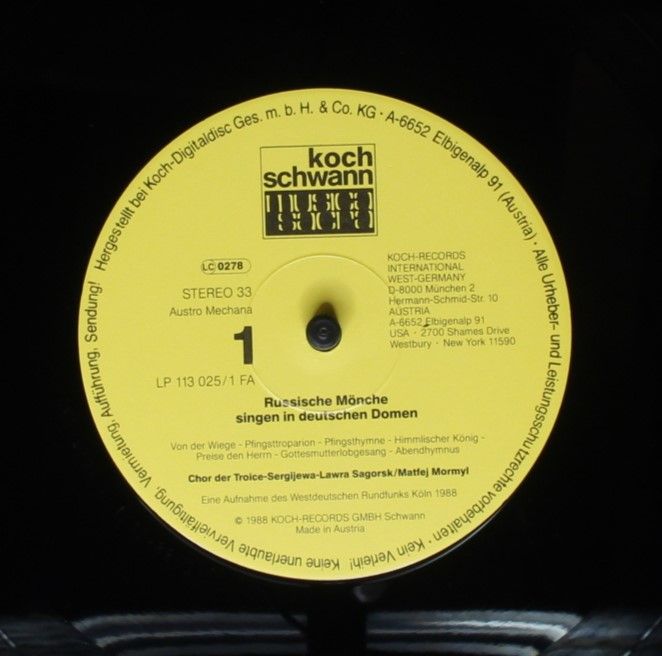 Hergestellt bei Koch-Digitaldisc Ges. m. b. H. & Co. KG · A-6652 Elbigenalp 91 (Austria) · Alle Urheber- und Leistungsschutzrechte vorbehalten · Kein Verleih! Keine unerlaubte Vervielfältigung, Vermietung, Aufführung, Sendung!
koch
schwann
musica
sacra
LC 0278
STEREO 33
Austro Mechana
1
LP 113 025/1 FA
KOCH-RECORDS
INTERNATIONAL
WEST-GERMANY
D-8000 München 2
Hermann-Schmid-Str. 10
AUSTRIA
A-6652 Elbigenalp 91
USA · 2700 Shames Drive
Westbury · New York 11590
Russische Mönche
singen in deutschen Domen
Von der Wiege - Pfingsttroparion - Pfingsthymne - Himmlischer König -
Preise den Herrn - Gottesmutterlobgesang - Abendhymnus
Chor der Troice-Sergijewa-Lawra Sagorsk/Matfej Mormyl
Eine Aufnahme des Westdeutschen Rundfunks Köln 1988
© 1988 KOCH-RECORDS GMBH Schwann
Made in Austria